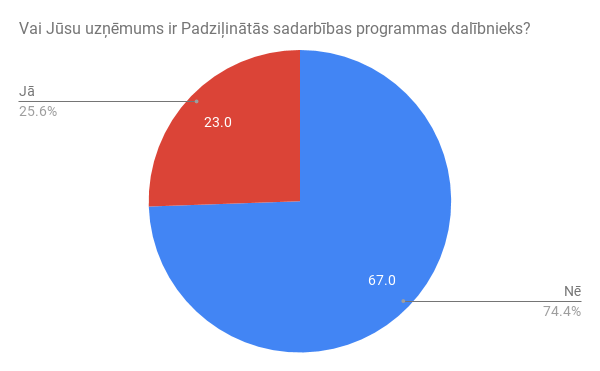 Vai Jūsu uzņēmums ir Padziļinātās sadarbības programmas dalībnieks?
Jā
25.6%
23.0
67.0
Nē
74.4%